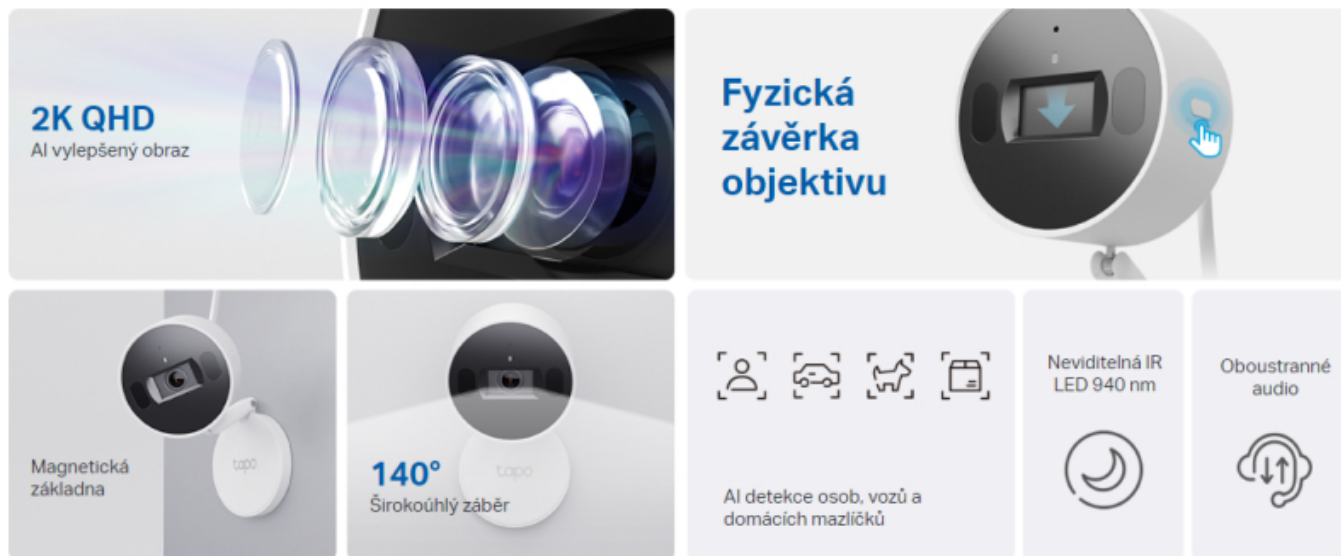 2K QHD
AI vylepšený obraz
Fyzická
závěrka
objektivu
Magnetická
základna
tapo
140°
Širokoúhlý záběr
tapo
AI detekce osob, vozů a
domácích mazlíčků
Neviditelná IR
LED 940 nm
Oboustranné
audio